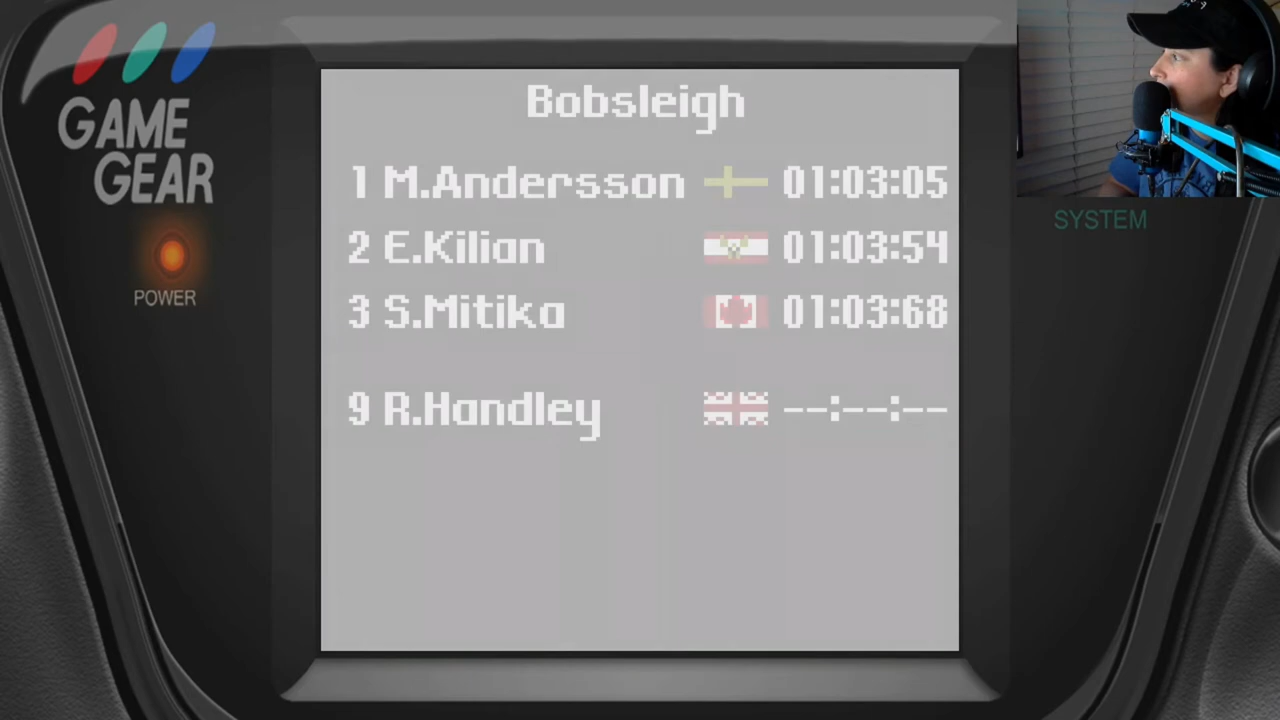 GAME
GEAR
POWER
SYSTEM
Bobsleigh
1 M.Andersson 01:03:05
2 E.Kilian 01:03:54
3 S.Mitika 01:03:68
9 R.Handley --:--:--